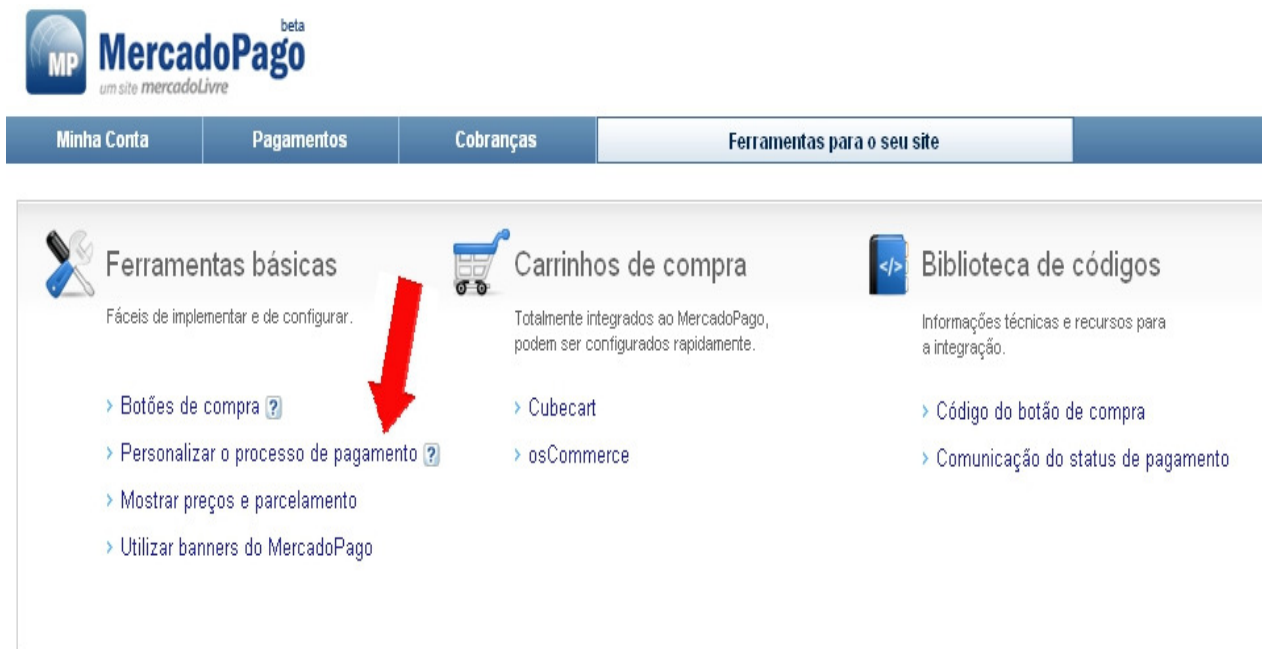 beta
MP
MercadoPago
um site mercadoLivre
Minha Conta
Pagamentos
Cobranças
Ferramentas para o seu site
Ferramentas básicas
Fáceis de implementar e de configurar.
> Botões de compra ?
> Personalizar o processo de pagamento ?
> Mostrar preços e parcelamento
> Utilizar banners do MercadoPago
Carrinhos de compra
Totalmente integrados ao MercadoPago,
podem ser configurados rapidamente.
> Cubecart
> osCommerce
</>
Biblioteca de códigos
Informações técnicas e recursos para
a integração.
> Código do botão de compra
> Comunicação do status de pagamento